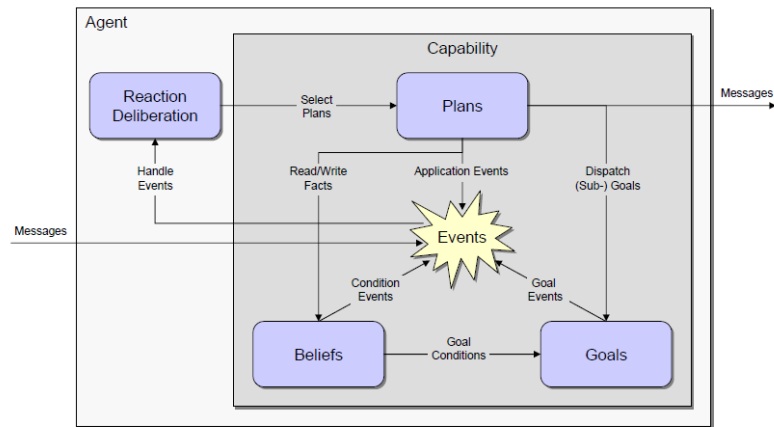 Agent
Capability
Reaction
Deliberation
Select
Plans
Plans
Messages
Handle
Events
Read/Write
Facts
Application Events
Dispatch
(Sub-) Goals
Messages
Events
Condition
Events
Goal
Events
Beliefs
Goal
Conditions
Goals